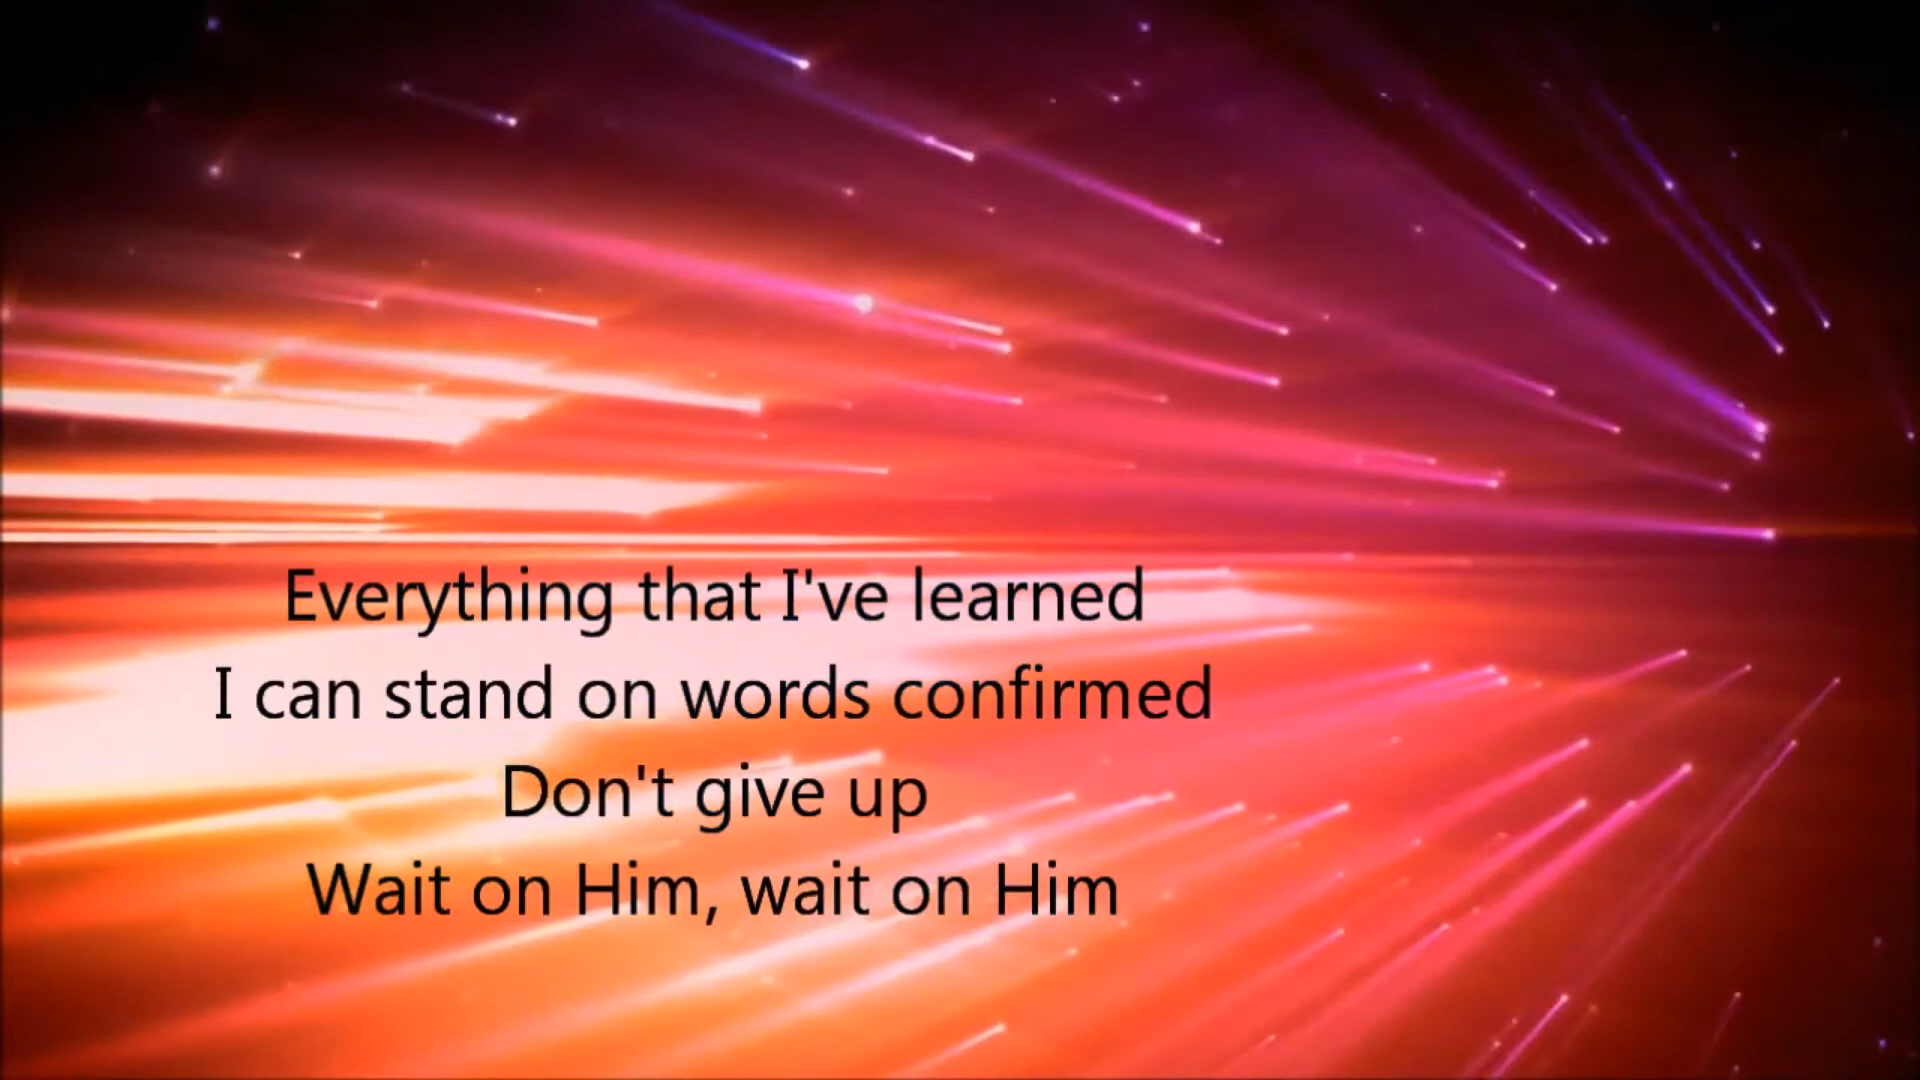 Everything that I've learned
I can stand on words confirmed
Don't give up
Wait on Him, wait on Him